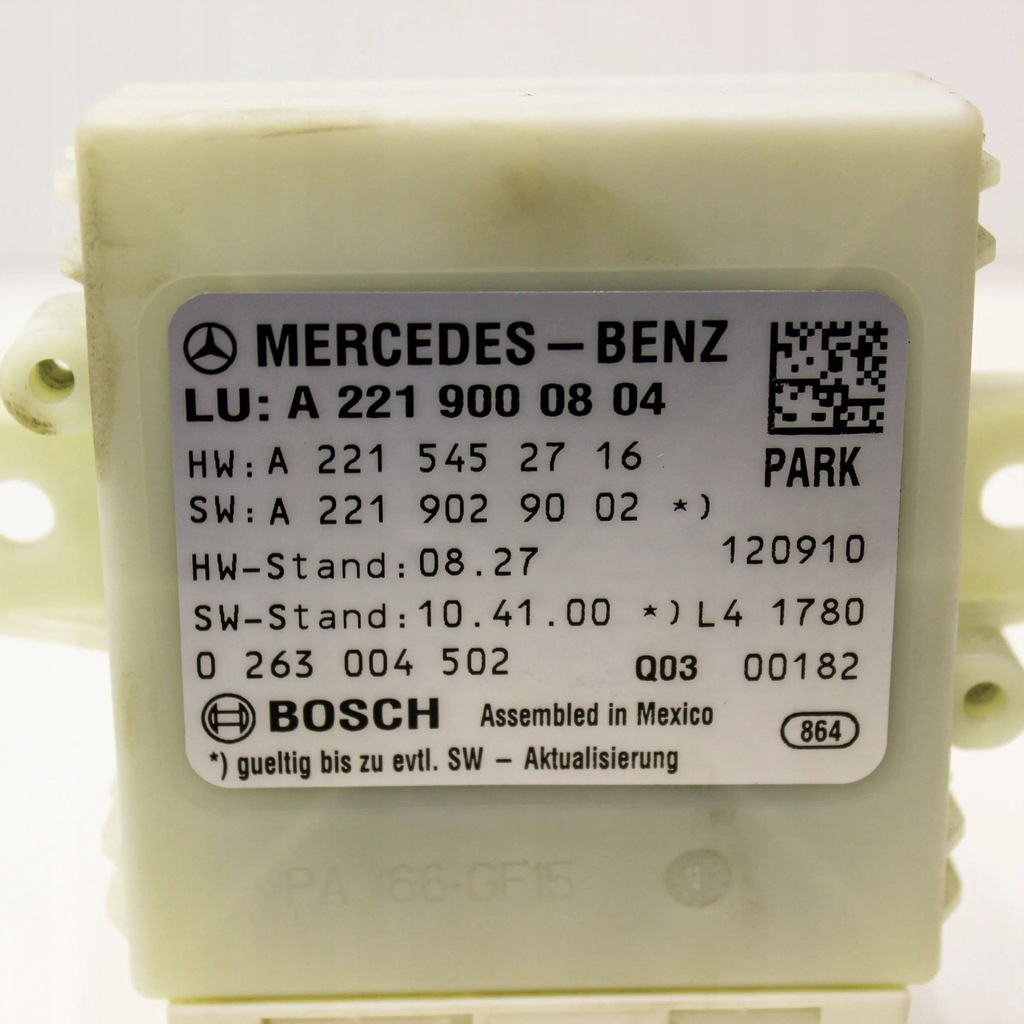 MERCEDES-BENZ
LU: A 221 900 08 04
HW: A 221 545 27 16
PARK
SW: A 221 902 90 02 *)
HW-Stand: 08.27 120910
SW-Stand: 10.41.00 *) L4 1780
0 263 004 502 Q03 00182
BOSCH Assembled in Mexico 864
*) gueltig bis zu evtl. SW - Aktualisierung
66-GF15